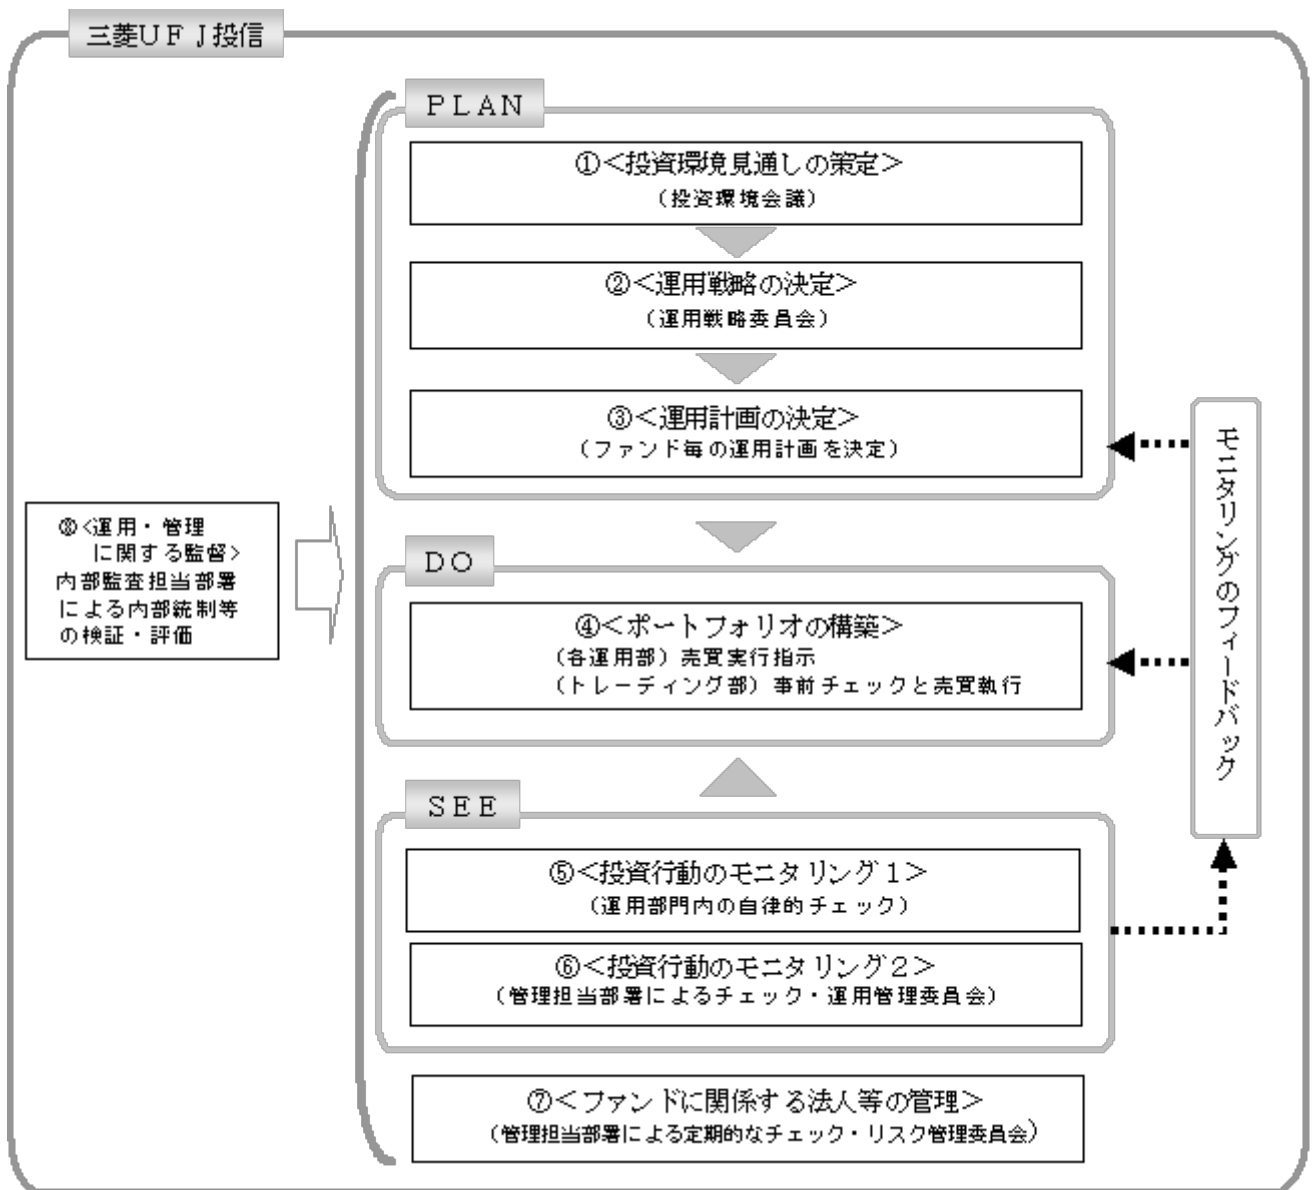 三菱UFJ投信
PLAN
①<投資環境見通しの策定>
(投資環境会議)
②<運用戦略の決定>
(運用戦略委員会)
③<運用計画の決定>
(ファンド毎の運用計画を決定)
⑧<運用・管理
に関する監督>
内部監査担当部署
による内部統制等
の検証・評価
DO
④<ポートフォリオの構築>
(各運用部)売買実行指示
(トレーディング部)事前チェックと売買執行
モニタリングのフィードバック
SEE
⑤<投資行動のモニタリング1>
(運用部門内の自律的チェック)
⑥<投資行動のモニタリング2>
(管理担当部署によるチェック・運用管理委員会)
⑦<ファンドに関係する法人等の管理>
(管理担当部署による定期的なチェック・リスク管理委員会)